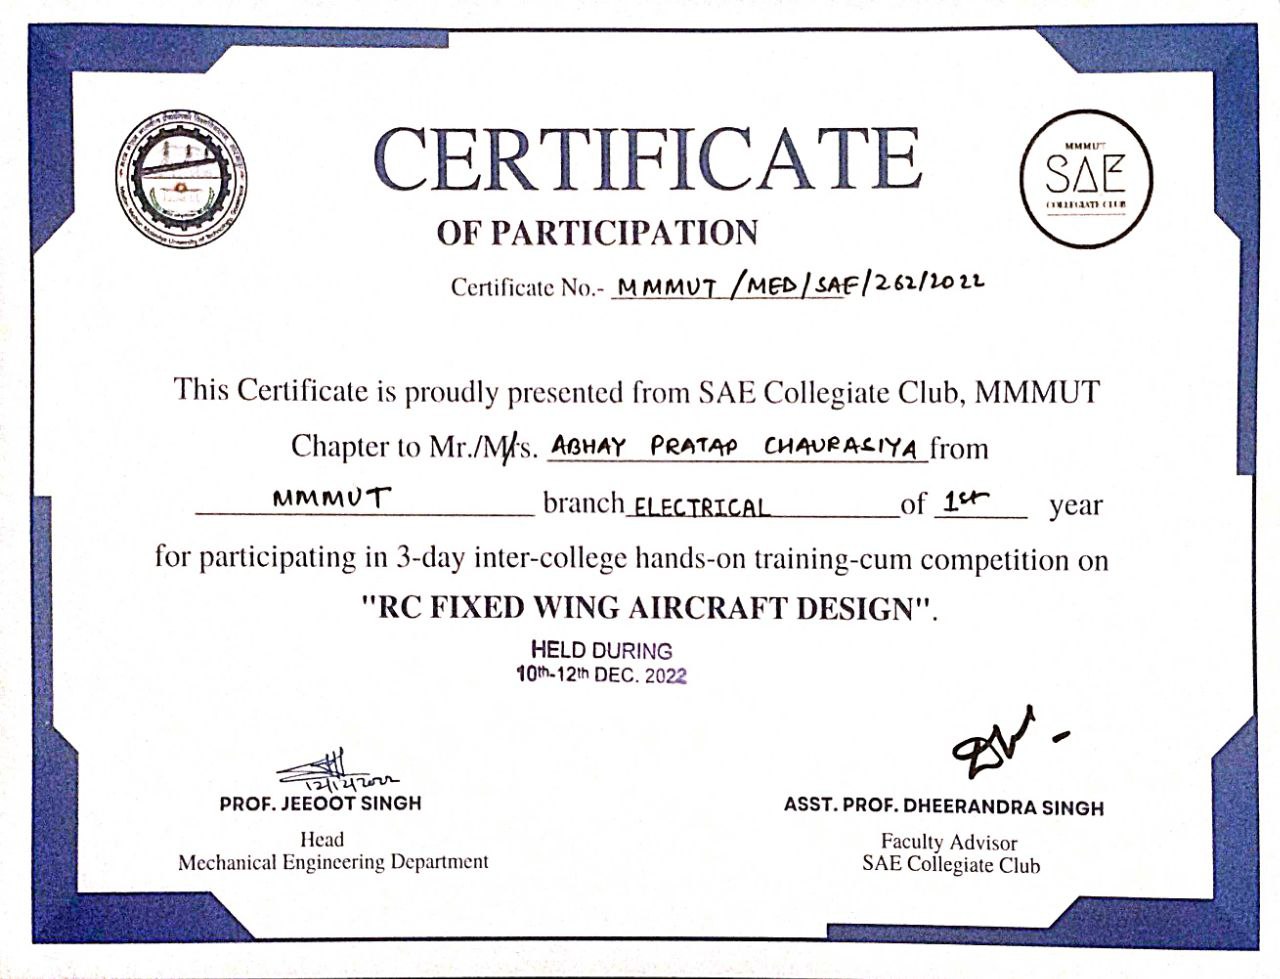 CERTIFICATE
OF PARTICIPATION
Certificate No.- MMMUT /MED/SAE/262/2022
MMMUT
SAE
COLLEGIATE CLUB
This Certificate is proudly presented from SAE Collegiate Club, MMMUT
Chapter to Mr./M/rs. ABHAY PRATAP CHAURASIYA from
MMMUT branch ELECTRICAL of 1st year
for participating in 3-day inter-college hands-on training-cum competition on
"RC FIXED WING AIRCRAFT DESIGN".
HELD DURING
10th-12th DEC. 2022
12/12/2022
PROF. JEEOOT SINGH
Head
Mechanical Engineering Department
ASST. PROF. DHEERANDRA SINGH
Faculty Advisor
SAE Collegiate Club